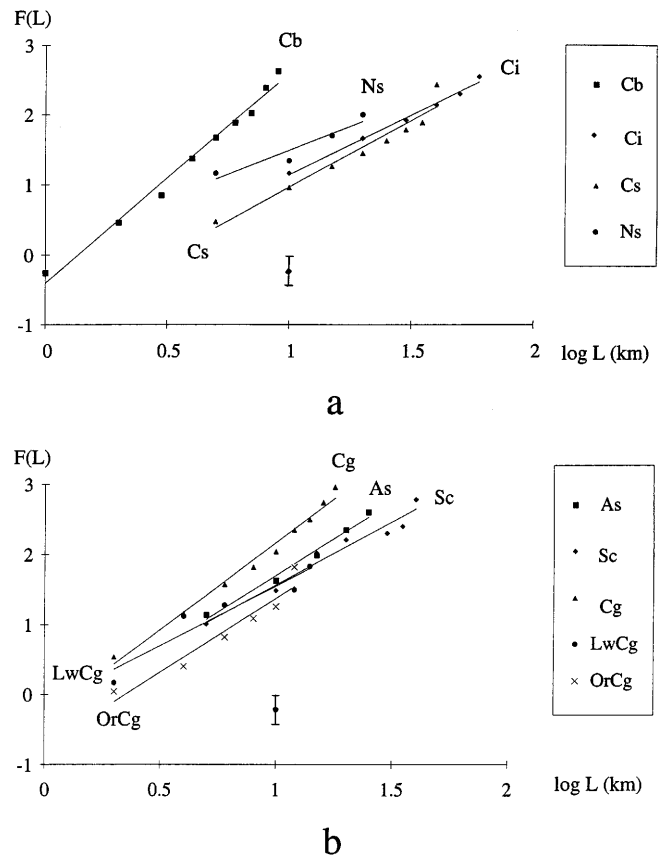 F(L)
3
2
1
0
-1
0
0.5
1
1.5
2
log L (km)
Cb
Ns
Ci
Cs
Cb
Ci
Cs
Ns
a
F(L)
3
2
1
0
-1
0
0.5
1
1.5
2
log L (km)
Cg
As
Sc
LwCg
OrCg
As
Sc
Cg
LwCg
OrCg
b